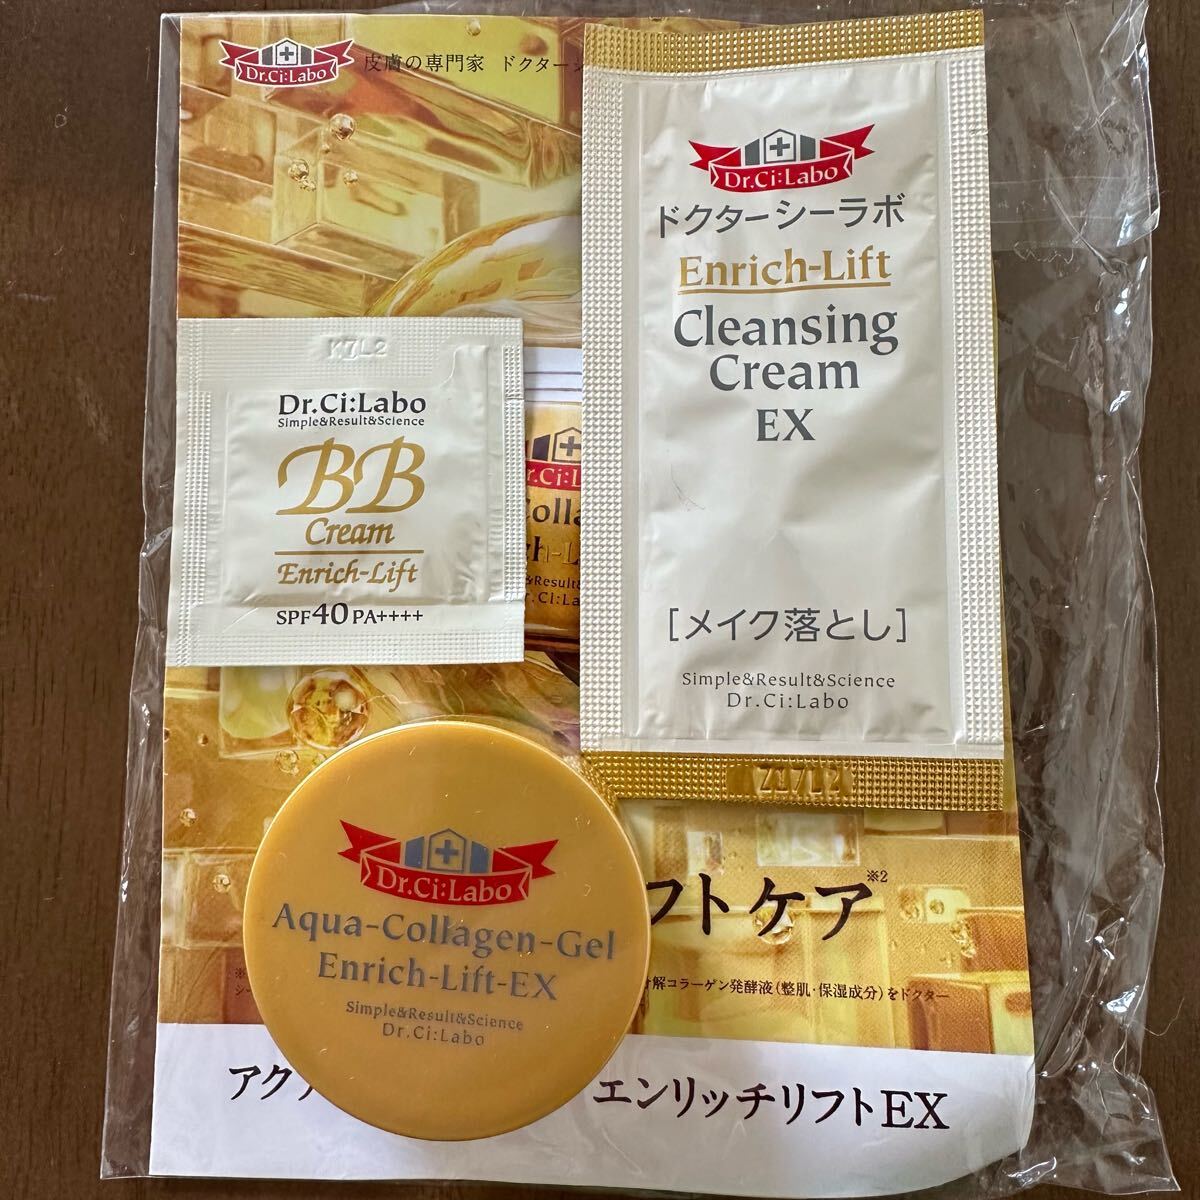 Dr.Ci:Labo
皮膚の専門家 ドクターシ
Dr.Ci:Labo
ドクターシーラボ
Enrich-Lift
Cleansing
Cream
EX
[メイク落とし]
Simple&Result&Science
Dr.Ci:Labo
Z17L2
K7L2
Dr.Ci:Labo
Simple&Result&Science
BB
Cream
Enrich-Lift
SPF40 PA++++
Dr.Ci:Labo
Aqua-Collagen-Gel
Enrich-Lift-EX
Simple&Result&Science
Dr.Ci:Labo
フトケア※2
分解コラーゲン発酵液(整肌・保湿成分)をドクター
アク
エンリッチリフトEX